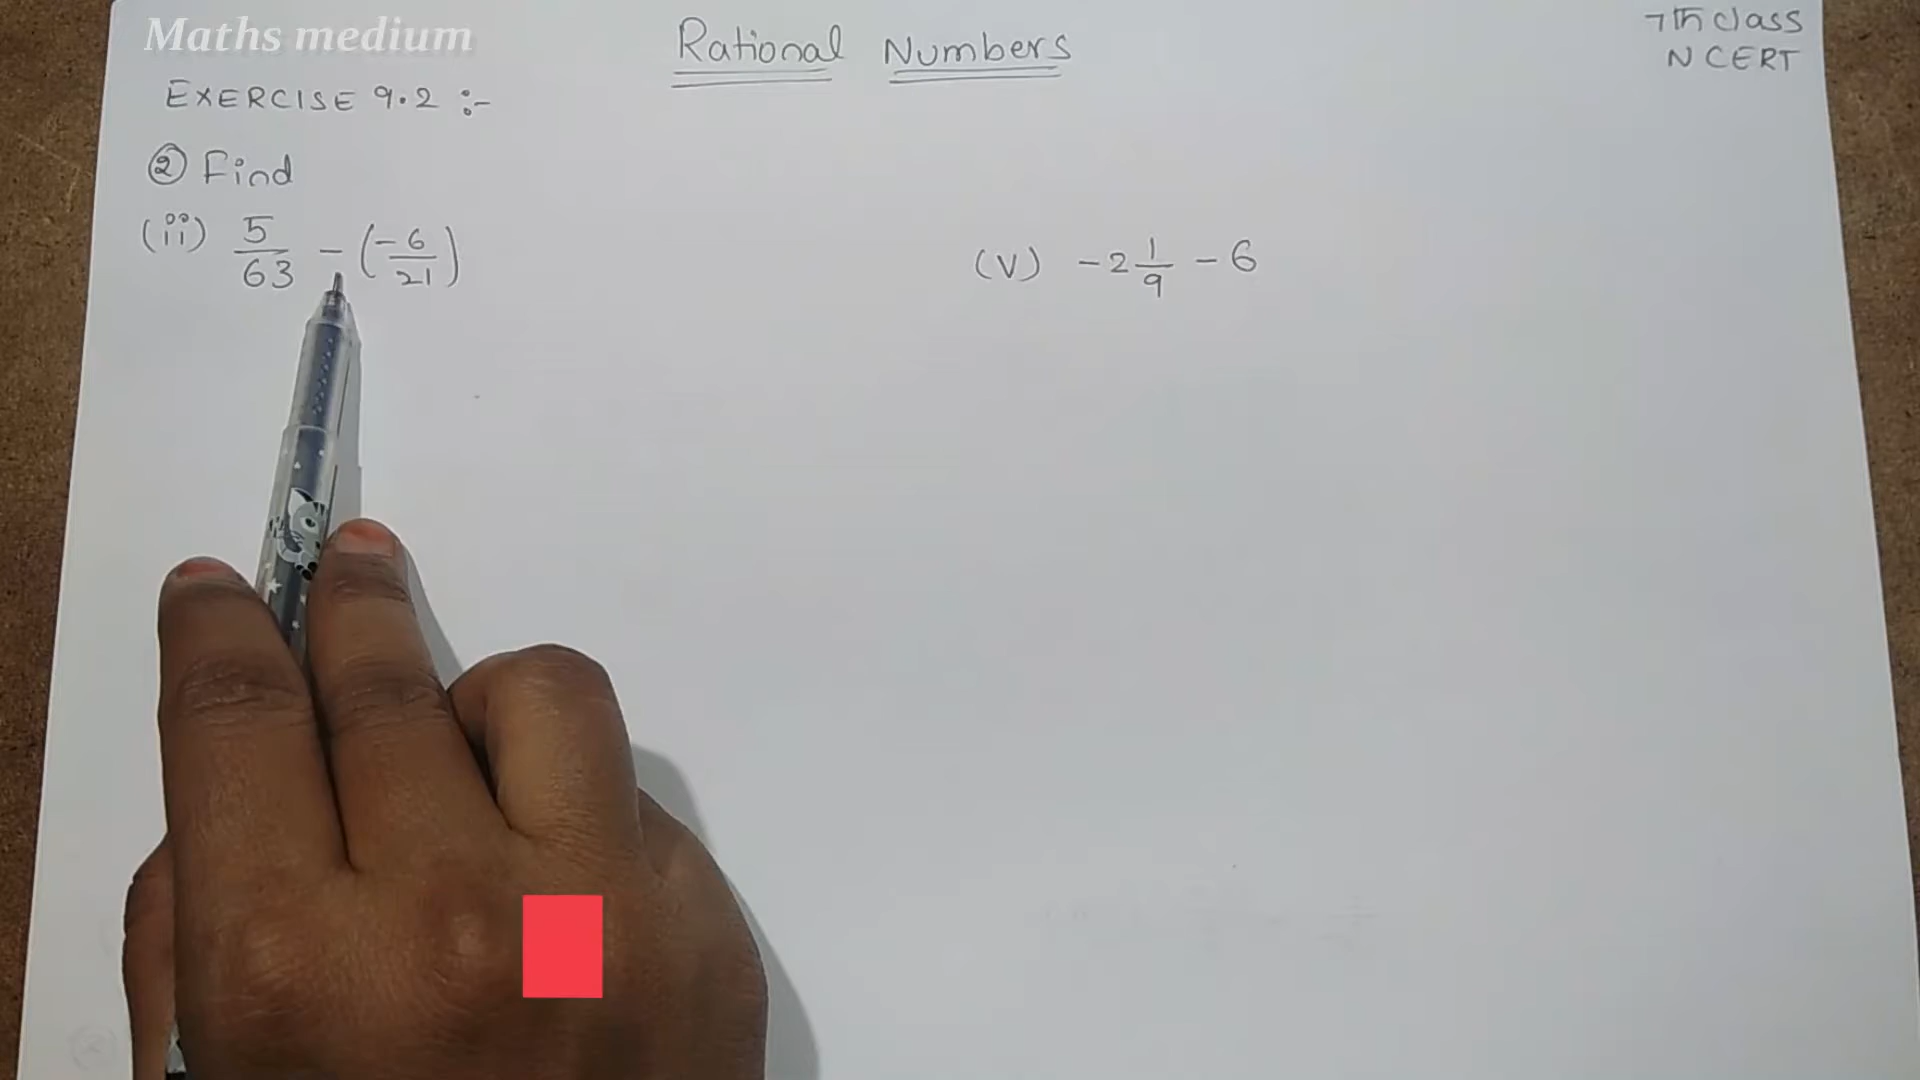 Maths medium
Rational Numbers
7th class
NCERT
EXERCISE 9.2 :-
② Find
(ii) 5/63 - (-6/21)
(V) -2 1/9 - 6